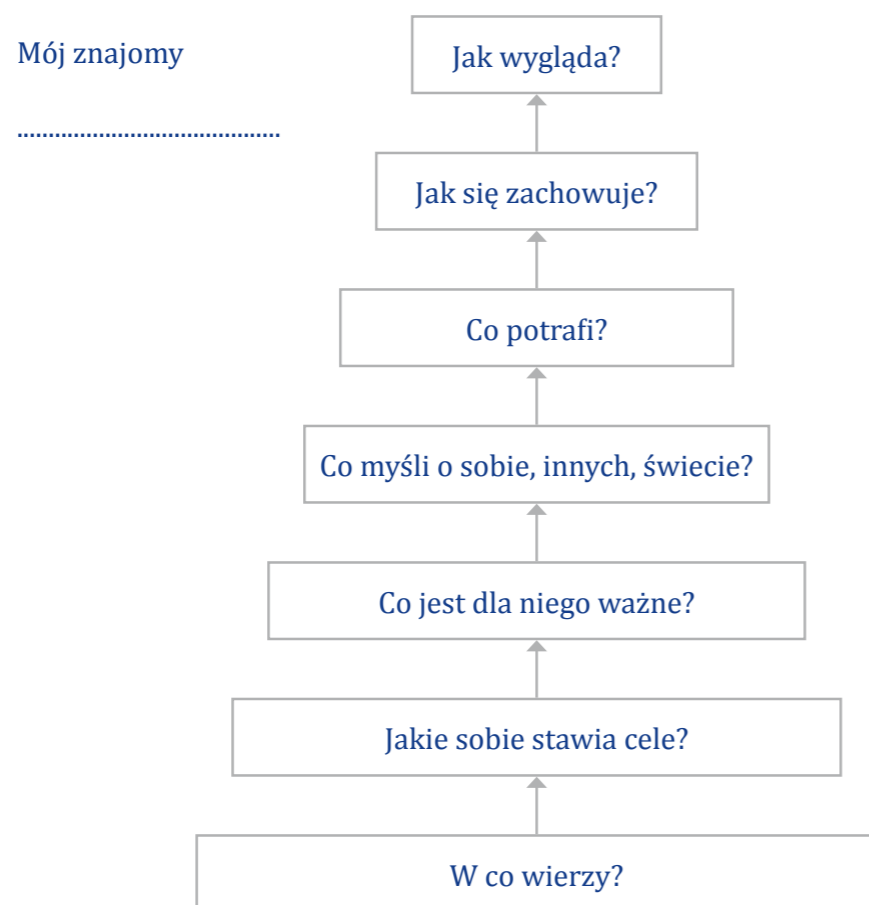 Mój znajomy
..........................................
Jak wygląda?
Jak się zachowuje?
Co potrafi?
Co myśli o sobie, innych, świecie?
Co jest dla niego ważne?
Jakie sobie stawia cele?
W co wierzy?